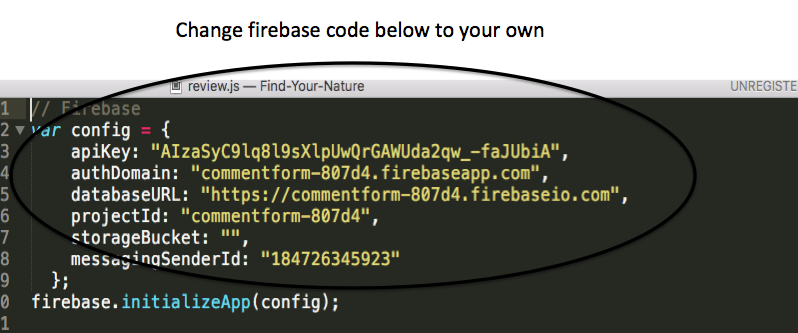 Change firebase code below to your own
review.js — Find-Your-Nature
UNREGISTE
1 // Firebase
2 var config = {
3 apiKey: "AIzaSyC9lq8l9sXlpUwQrGAWUda2qw_-faJUbiA",
4 authDomain: "commentform-807d4.firebaseapp.com",
5 databaseURL: "https://commentform-807d4.firebaseio.com",
6 projectId: "commentform-807d4",
7 storageBucket: "",
8 messagingSenderId: "184726345923"
9 };
0 firebase.initializeApp(config);
1